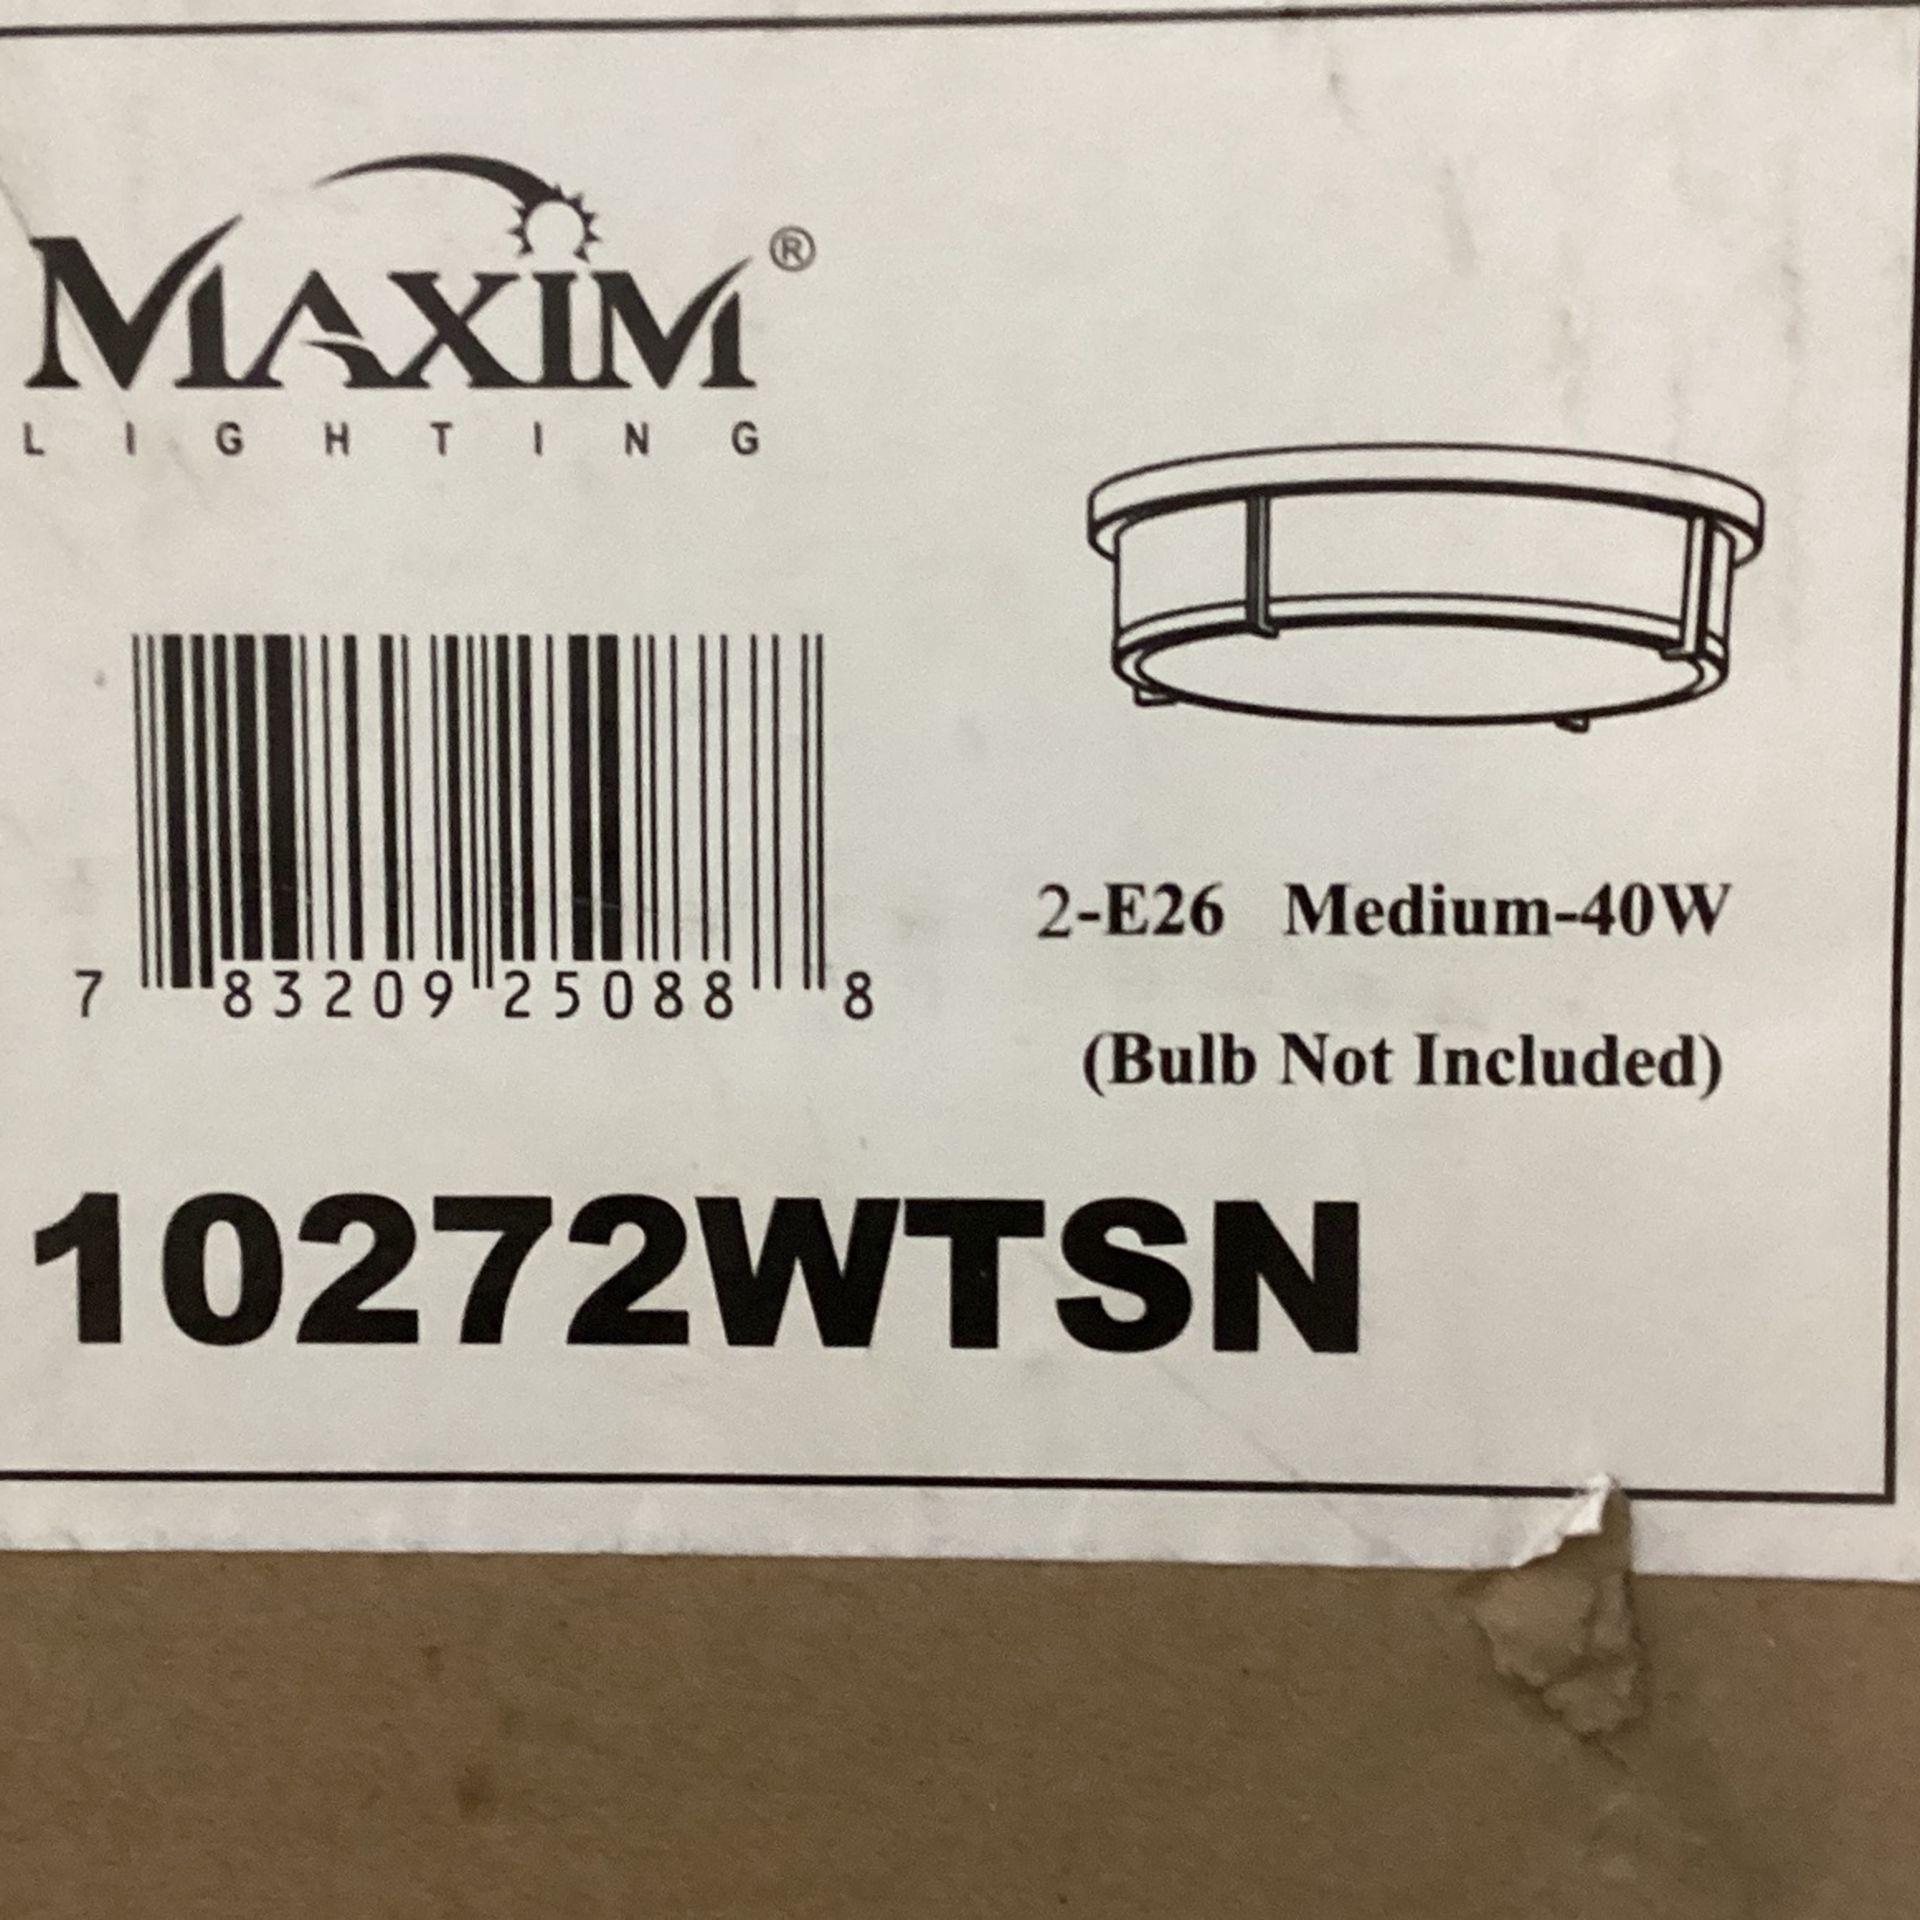 MAXIM®
LIGHTING
7 83209 25088 8
2-E26 Medium-40W
(Bulb Not Included)
10272WTSN